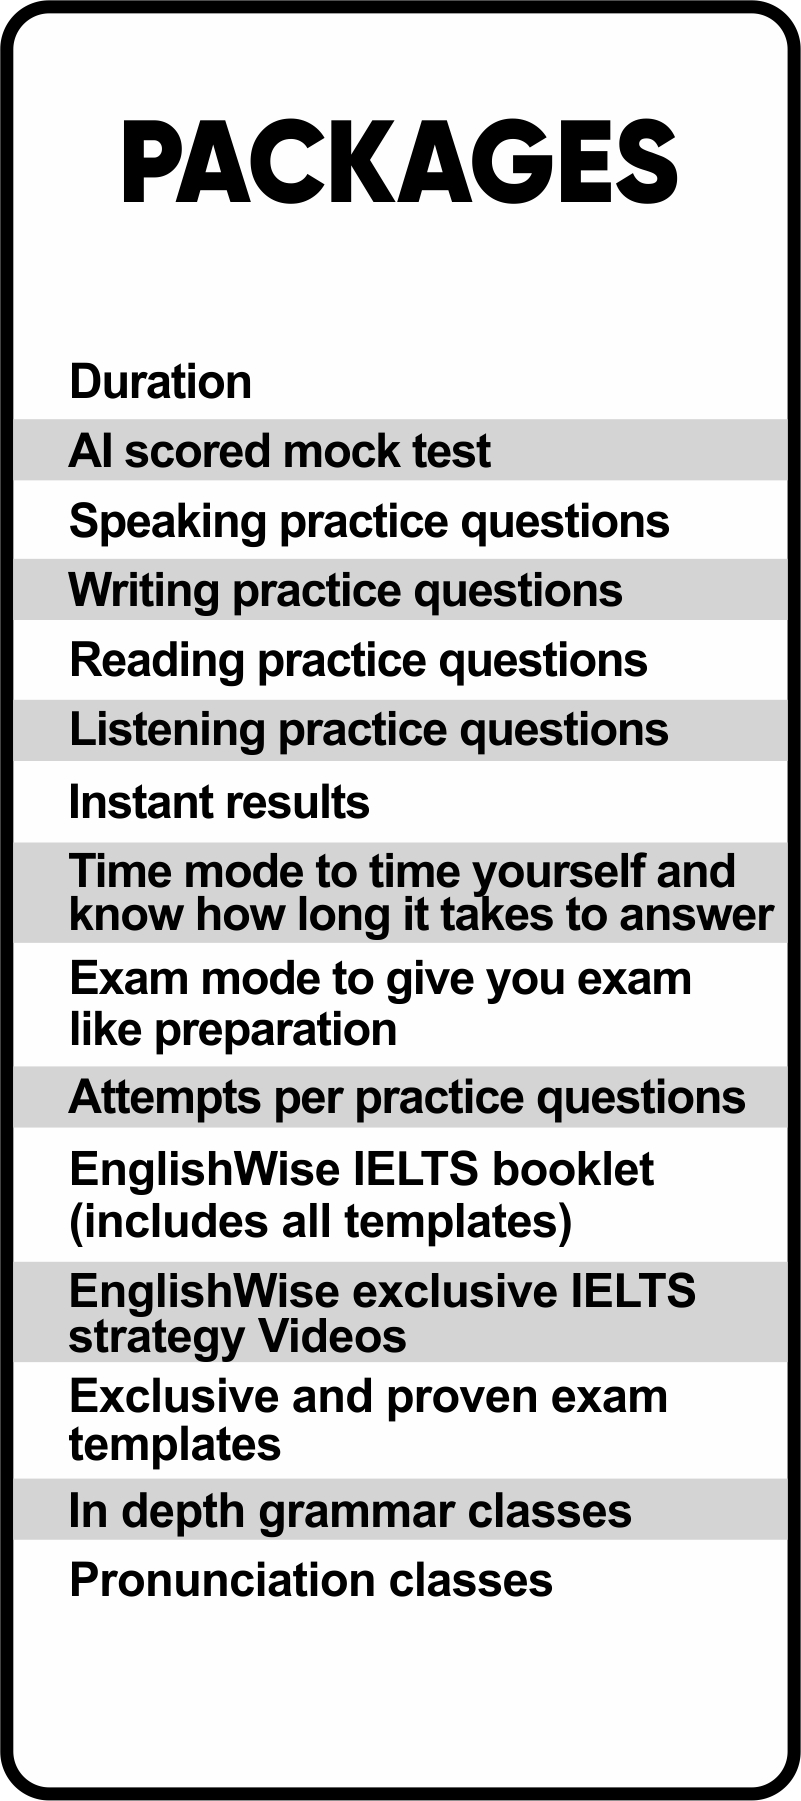 PACKAGES
Duration
AI scored mock test
Speaking practice questions
Writing practice questions
Reading practice questions
Listening practice questions
Instant results
Time mode to time yourself and
know how long it takes to answer
Exam mode to give you exam
like preparation
Attempts per practice questions
EnglishWise IELTS booklet
(includes all templates)
EnglishWise exclusive IELTS
strategy Videos
Exclusive and proven exam
templates
In depth grammar classes
Pronunciation classes